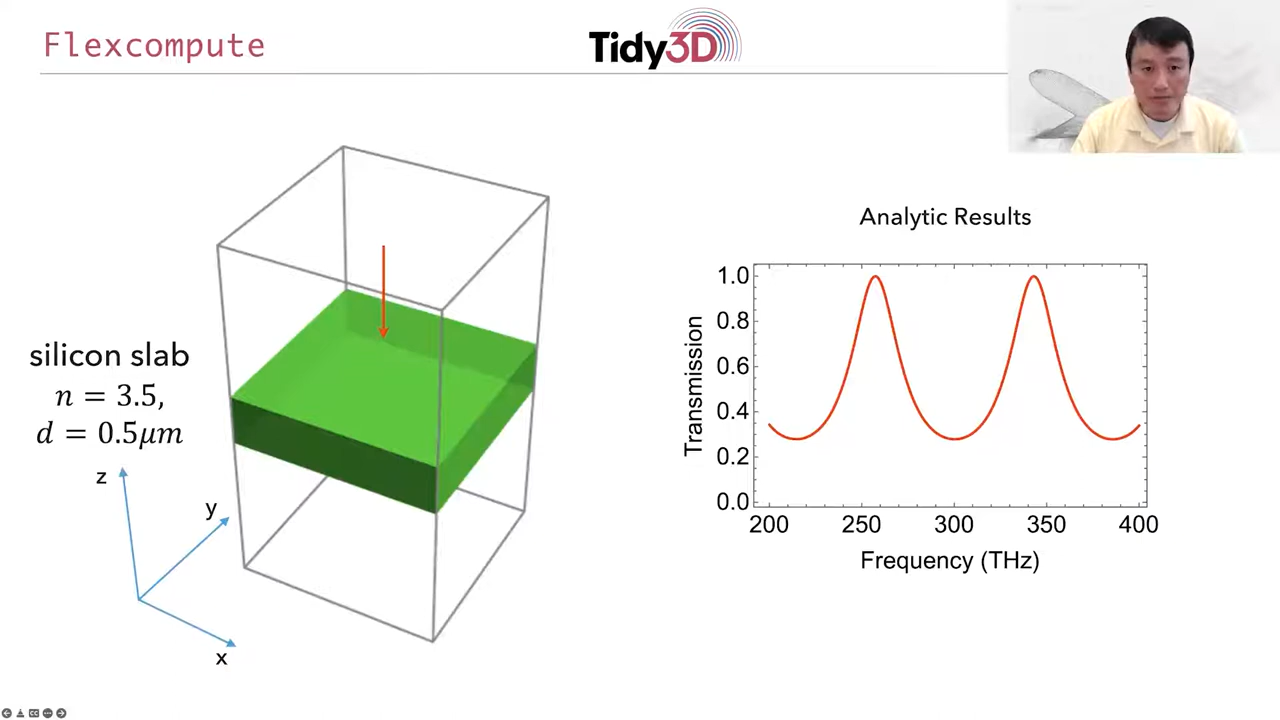 Flexcompute
Tidy3D
silicon slab
n = 3.5,
d = 0.5μm
z
y
x
Analytic Results
Transmission
1.0
0.8
0.6
0.4
0.2
0.0
200 250 300 350 400
Frequency (THz)